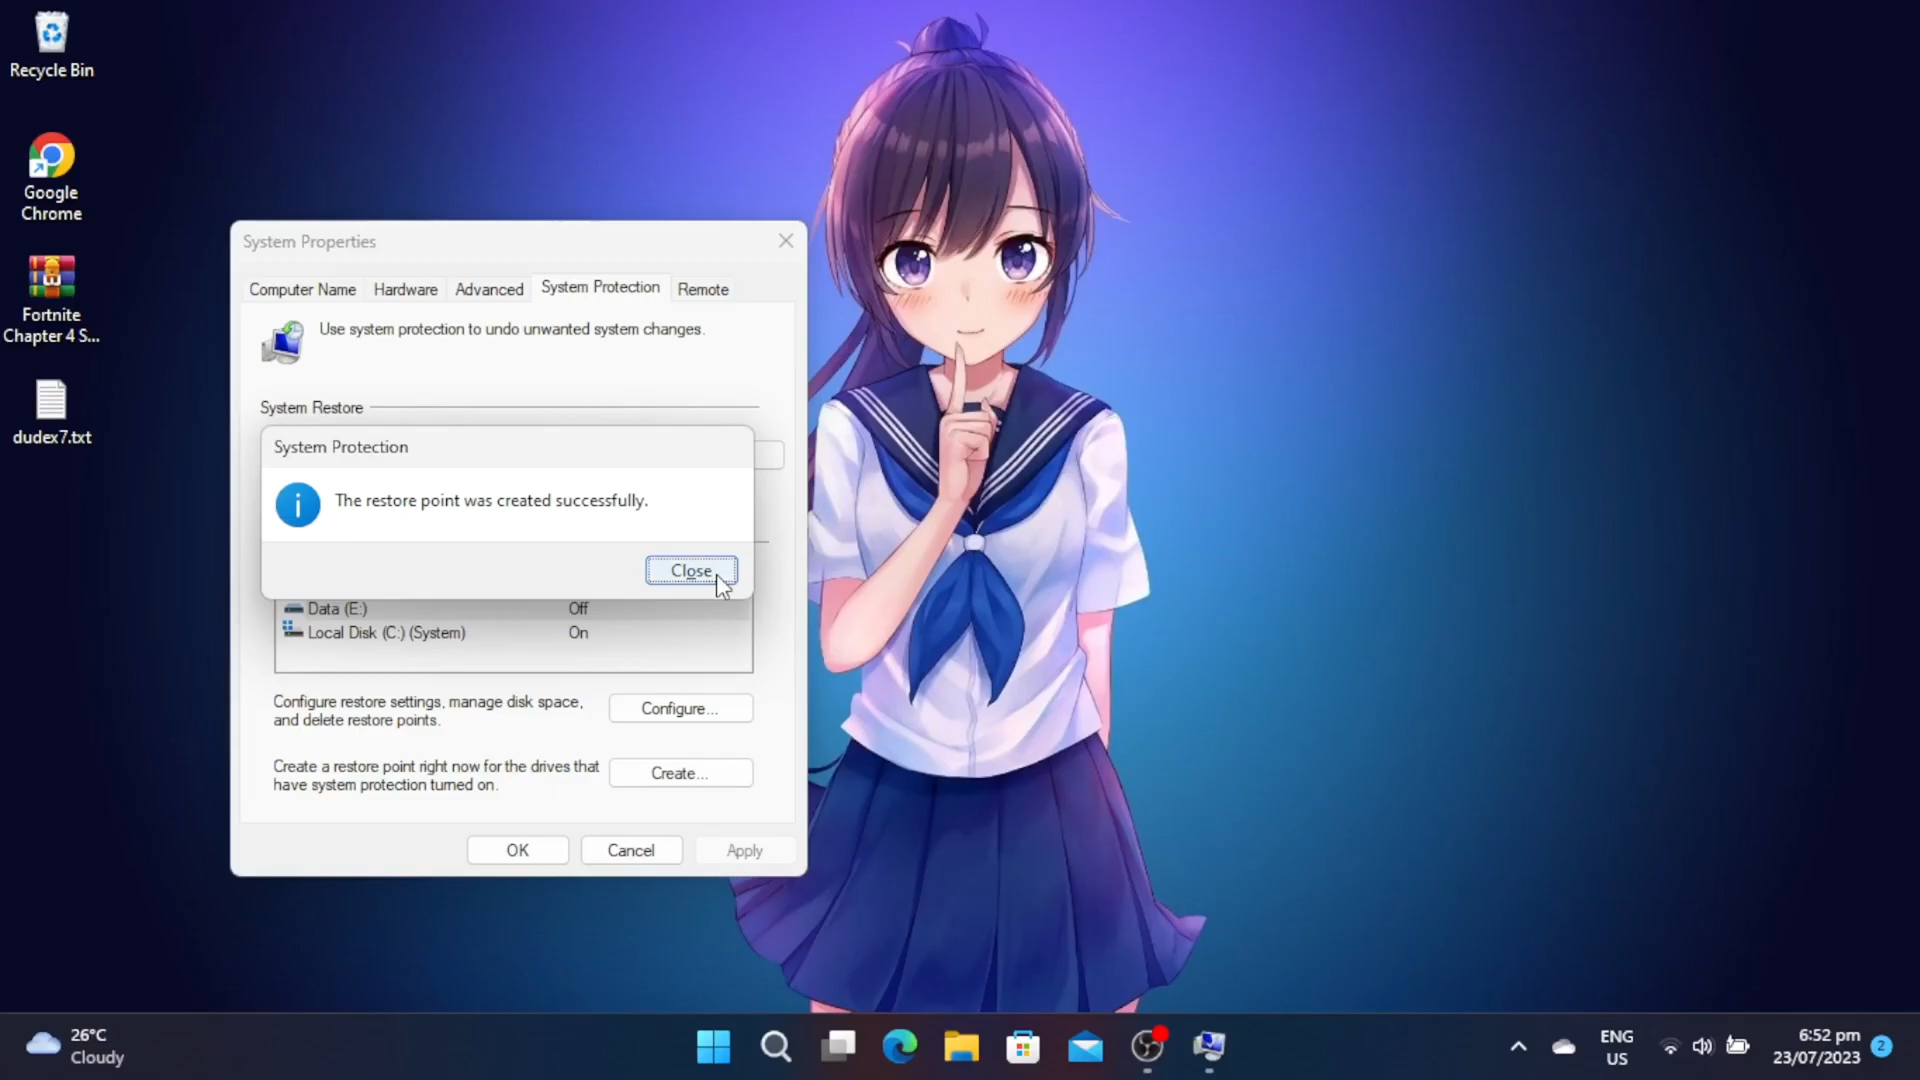 Recycle Bin
Google
Chrome
Fortnite
Chapter 4 S...
dudex7.txt
System Properties
Computer Name
Hardware
Advanced
System Protection
Remote
Use system protection to undo unwanted system changes.
System Restore
System Protection
The restore point was created successfully.
Close
Data (E:)
Off
Local Disk (C:) (System)
On
Configure restore settings, manage disk space,
and delete restore points.
Configure...
Create a restore point right now for the drives that
have system protection turned on.
Create...
OK
Cancel
Apply
26°C
Cloudy
ENG
US
6:52 pm
23/07/2023
2